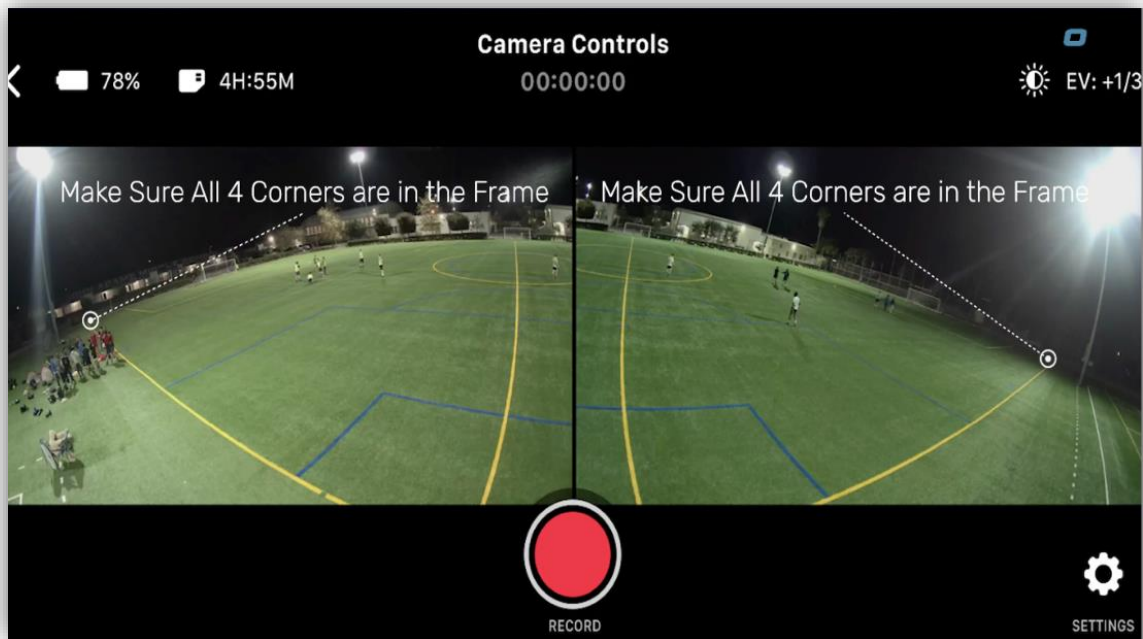 Camera Controls
78%
4H:55M
00:00:00
EV: +1/3
Make Sure All 4 Corners are in the Frame
Make Sure All 4 Corners are in the Frame
RECORD
SETTINGS